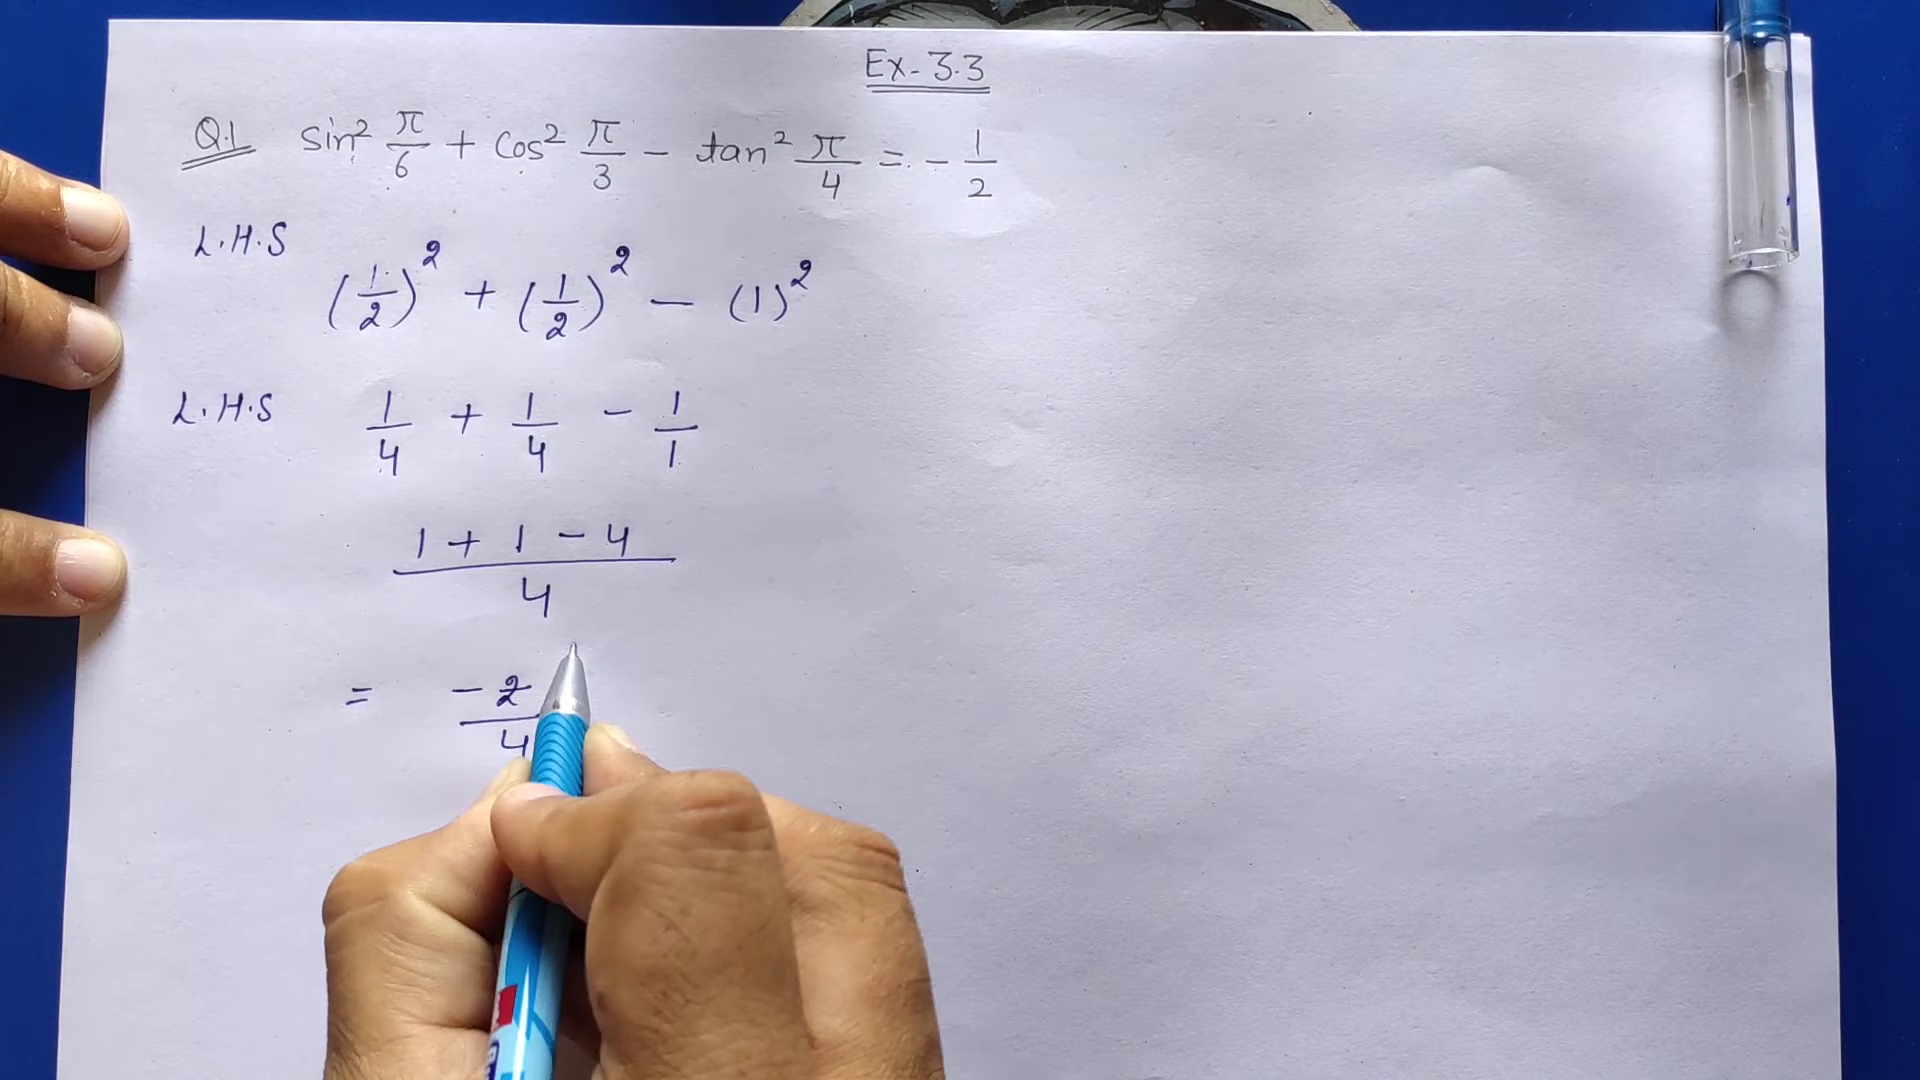 Ex-3.3
Q.1 sin² π/6 + cos² π/3 - tan² π/4 = - 1/2
L.H.S
(1/2)² + (1/2)² - (1)²
L.H.S 1/4 + 1/4 - 1/1
(1 + 1 - 4)/4
= -2/4